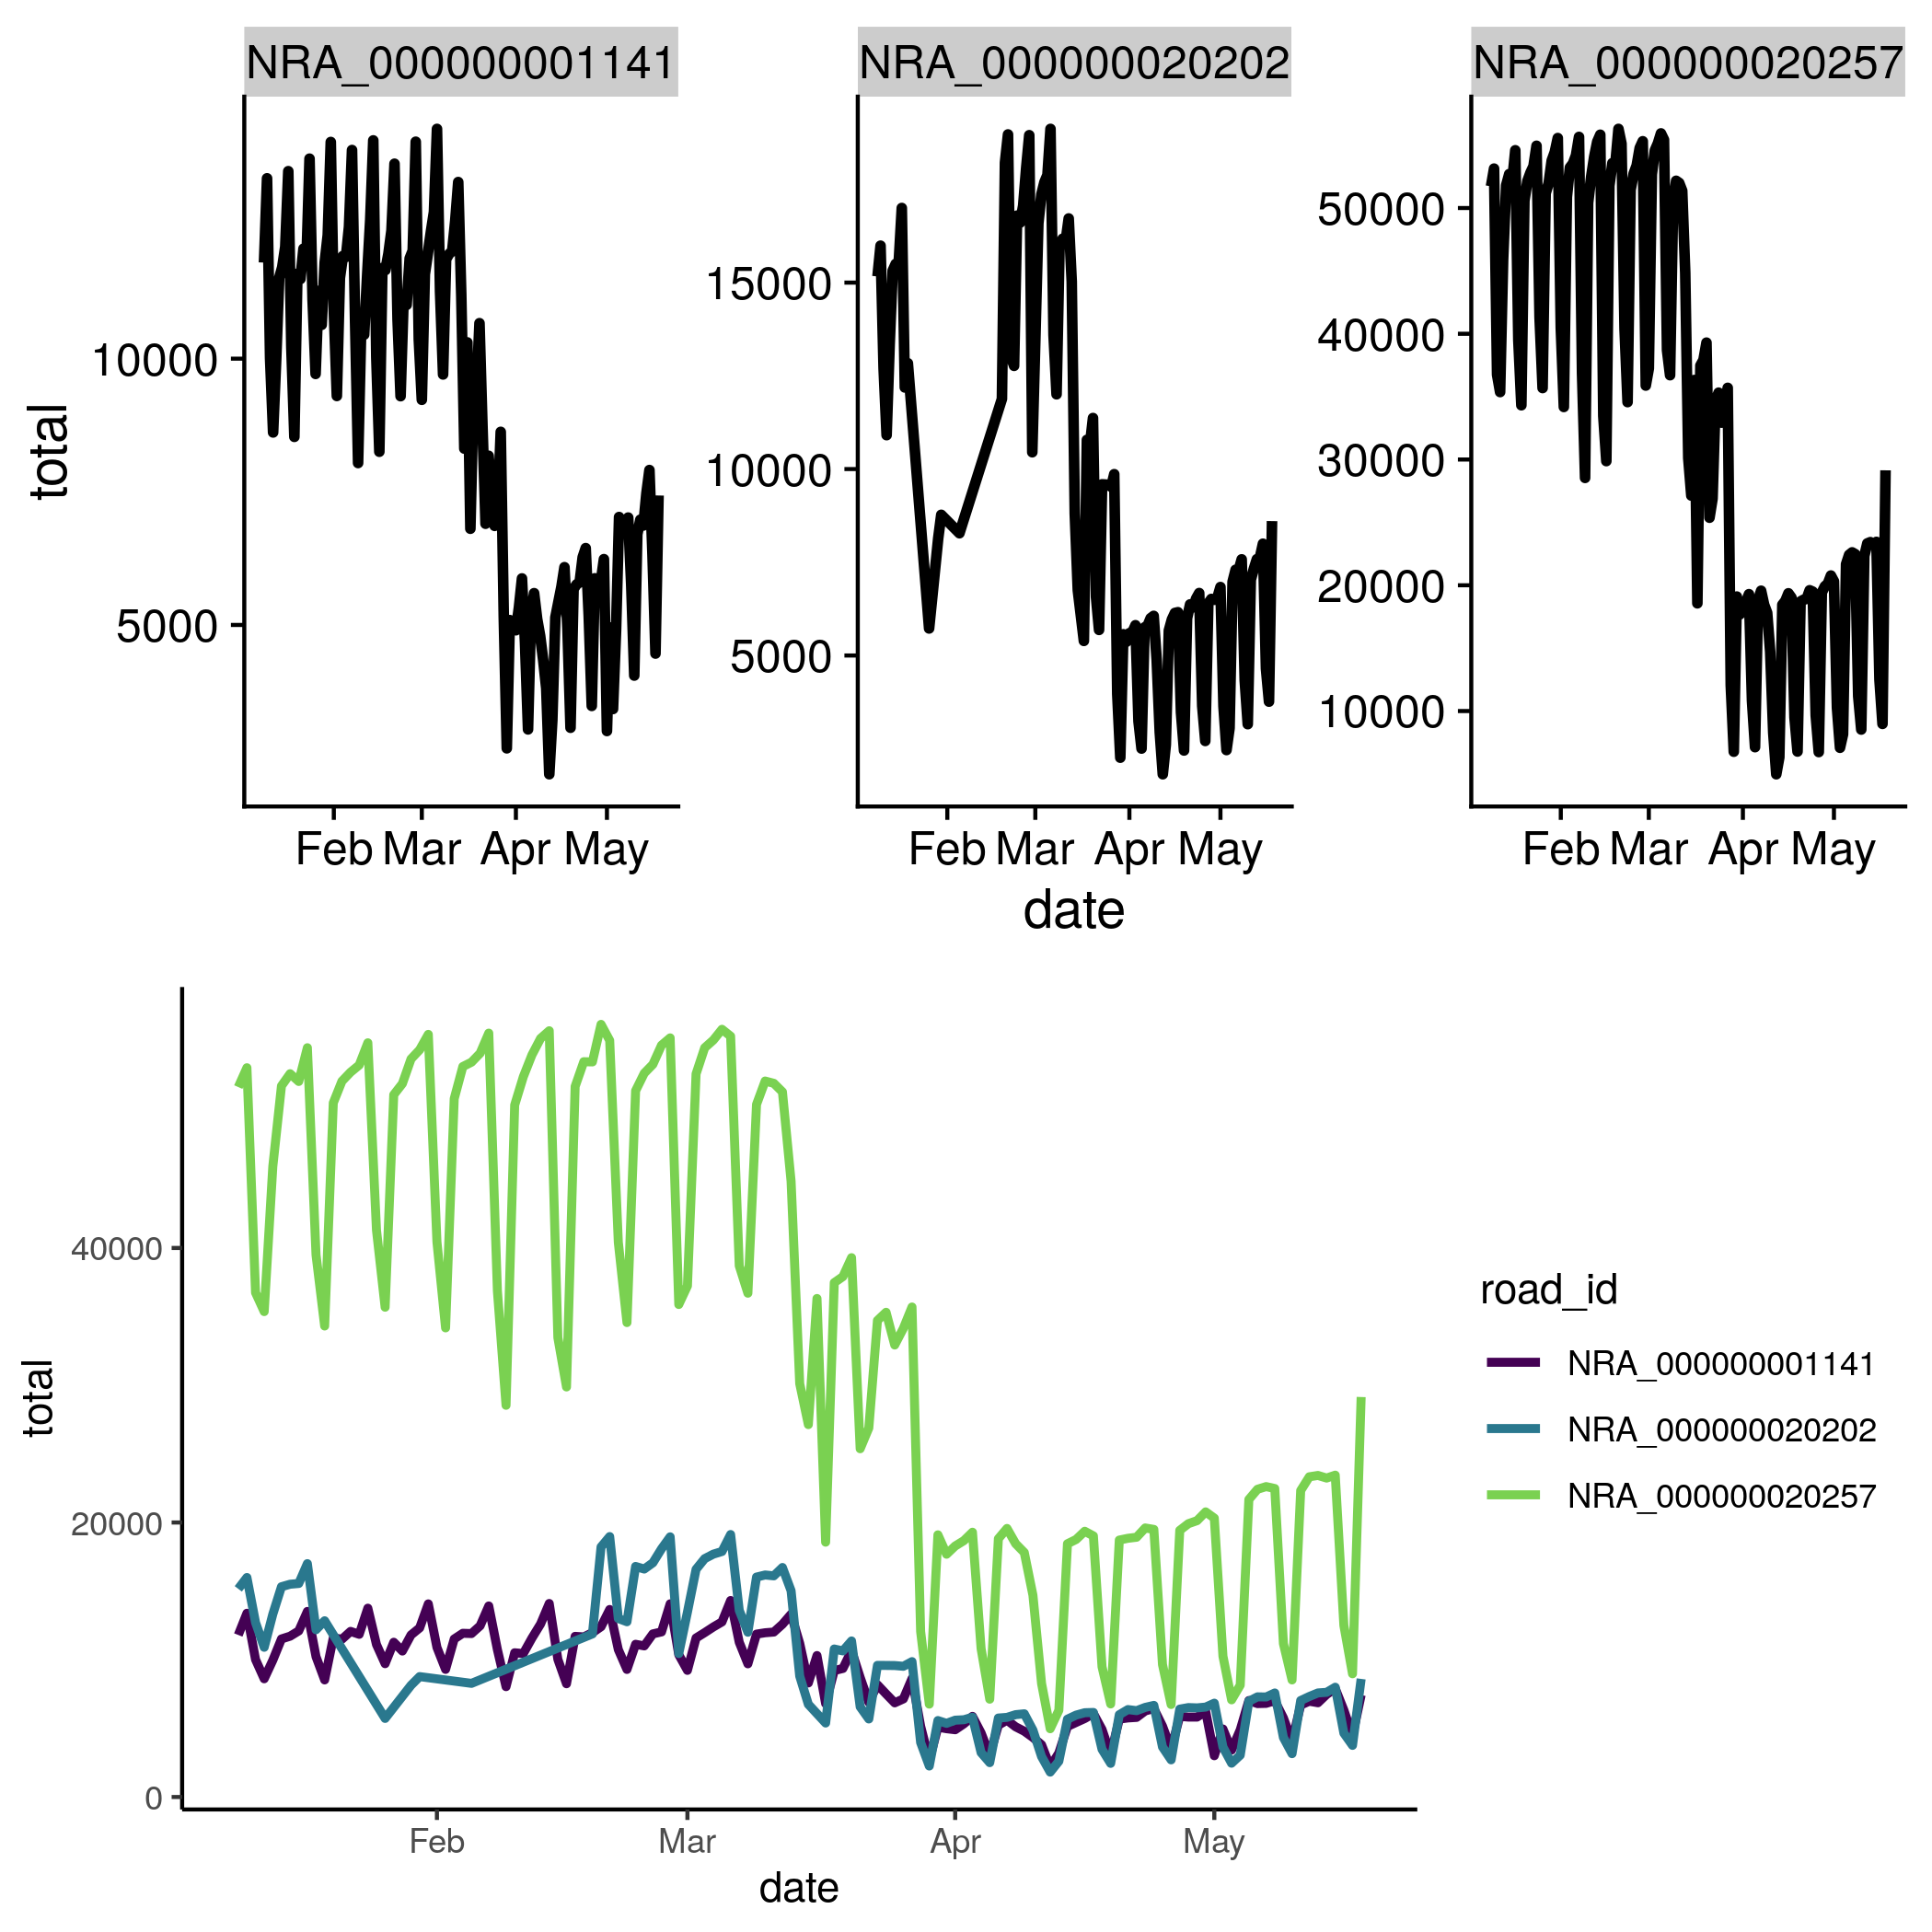 NRA_000000001141 NRA_000000020202 NRA_000000020257
total
10000
5000
15000
10000
5000
50000
40000
30000
20000
10000
Feb Mar Apr May Feb Mar Apr May Feb Mar Apr May
date
total
40000
20000
0
Feb Mar Apr May
date
road_id
NRA_000000001141
NRA_000000020202
NRA_000000020257